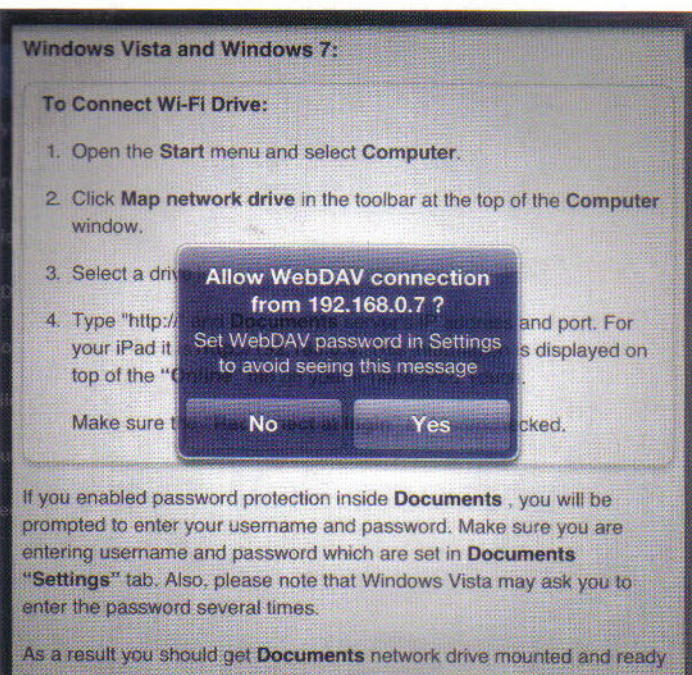 Windows Vista and Windows 7:
To Connect Wi-Fi Drive:
1. Open the Start menu and select Computer.
2. Click Map network drive in the toolbar at the top of the Computer
window.
3. Select a driv
4. Type "http:// and Documents server's IP address and port. For
your iPad it s displayed on
top of the "Online" tab
Make sure t cked.
Allow WebDAV connection
from 192.168.0.7 ?
Set WebDAV password in Settings
to avoid seeing this message
No Yes
If you enabled password protection inside Documents , you will be
prompted to enter your username and password. Make sure you are
entering username and password which are set in Documents
“Settings” tab. Also, please note that Windows Vista may ask you to
enter the password several times.
As a result you should get Documents network drive mounted and ready